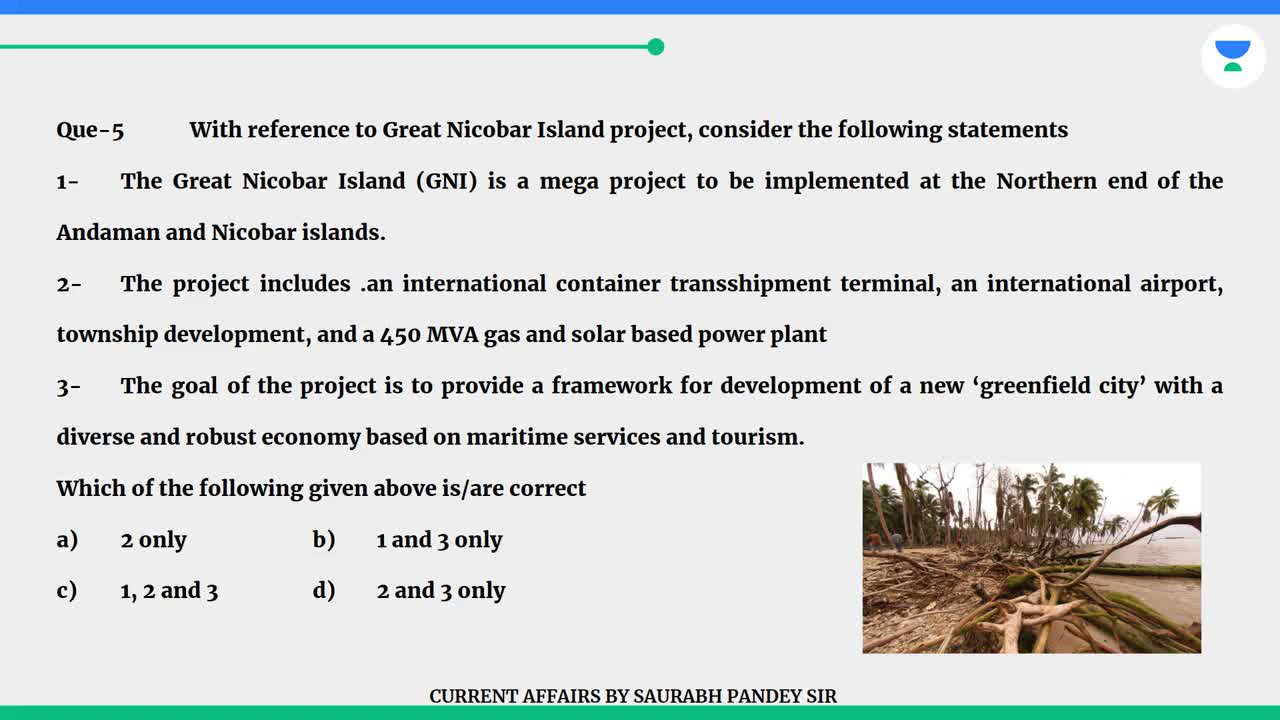 Que-5 With reference to Great Nicobar Island project, consider the following statements
1- The Great Nicobar Island (GNI) is a mega project to be implemented at the Northern end of the
Andaman and Nicobar islands.
2- The project includes .an international container transshipment terminal, an international airport,
township development, and a 450 MVA gas and solar based power plant
3- The goal of the project is to provide a framework for development of a new ‘greenfield city’ with a
diverse and robust economy based on maritime services and tourism.
Which of the following given above is/are correct
a) 2 only b) 1 and 3 only
c) 1, 2 and 3 d) 2 and 3 only
CURRENT AFFAIRS BY SAURABH PANDEY SIR